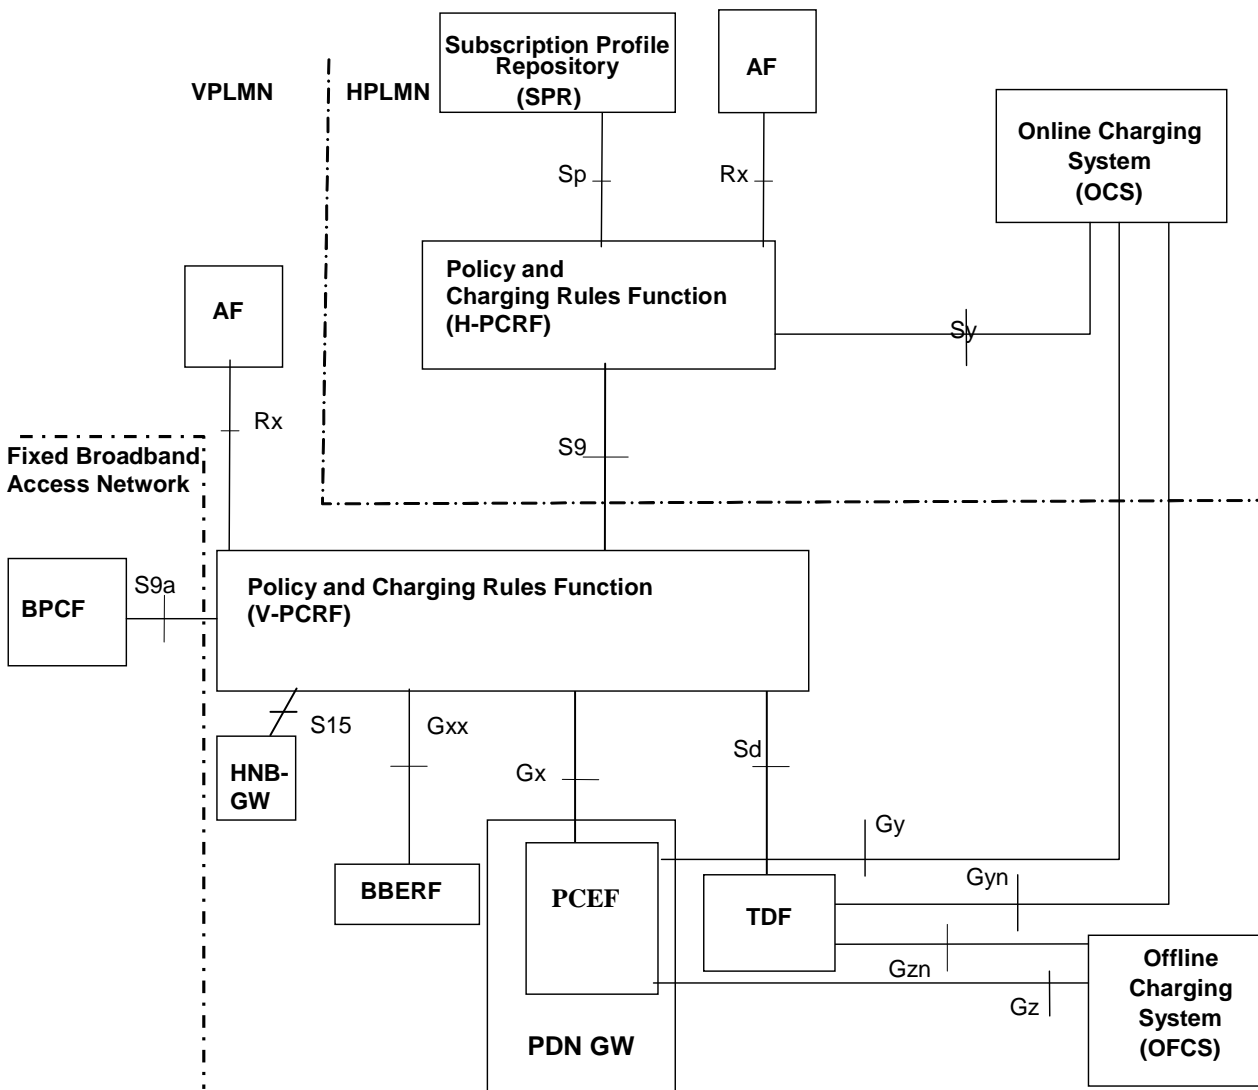 Subscription Profile
Repository
(SPR)
AF
VPLMN
HPLMN
Online Charging
System
(OCS)
Sp
Rx
Policy and
Charging Rules Function
(H-PCRF)
AF
Sy
Rx
S9
Fixed Broadband
Access Network
S9a
BPCF
Policy and Charging Rules Function
(V-PCRF)
S15
Gxx
Gx
Sd
HNB-
GW
Gy
BBERF
PCEF
TDF
Gyn
Gzn
Gz
Offline
Charging
System
(OFCS)
PDN GW